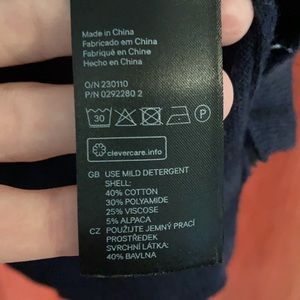 Made in China
Fabricado em China
Fabriqué en Chine
Hecho en China
O/N 230110
P/N 0292280 2
30
P
clevercare.info
GB USE MILD DETERGENT
SHELL:
40% COTTON
30% POLYAMIDE
25% VISCOSE
5% ALPACA
CZ POUŽIJTE JEMNÝ PRACÍ
PROSTŘEDEK
SVRCHNÍ LÁTKA:
40% BAVLNA